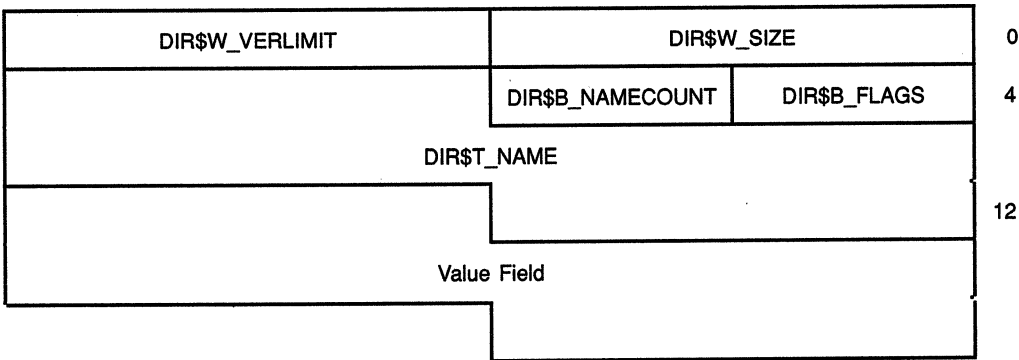 DIR$W_VERLIMIT DIR$W_SIZE 0
DIR$B_NAMECOUNT DIR$B_FLAGS 4
DIR$T_NAME
12
Value Field